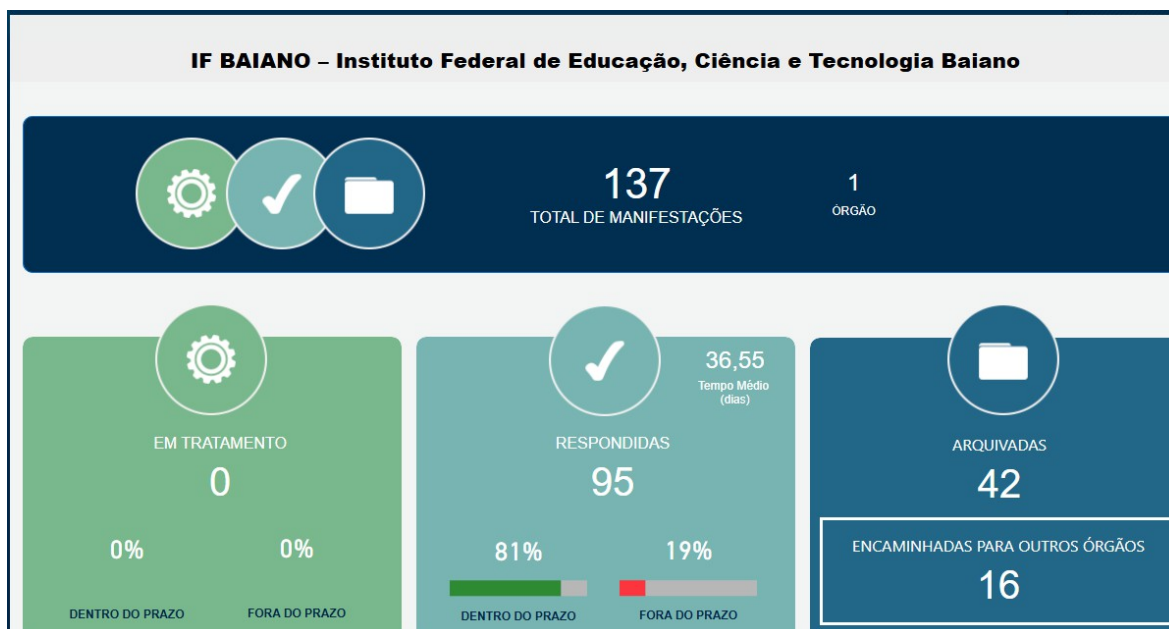 IF BAIANO – Instituto Federal de Educação, Ciência e Tecnologia Baiano
137
TOTAL DE MANIFESTAÇÕES
1
ÓRGÃO
EM TRATAMENTO
0
0%
0%
DENTRO DO PRAZO
FORA DO PRAZO
36,55
Tempo Médio
(dias)
RESPONDIDAS
95
81%
19%
DENTRO DO PRAZO
FORA DO PRAZO
ARQUIVADAS
42
ENCAMINHADAS PARA OUTROS ÓRGÃOS
16